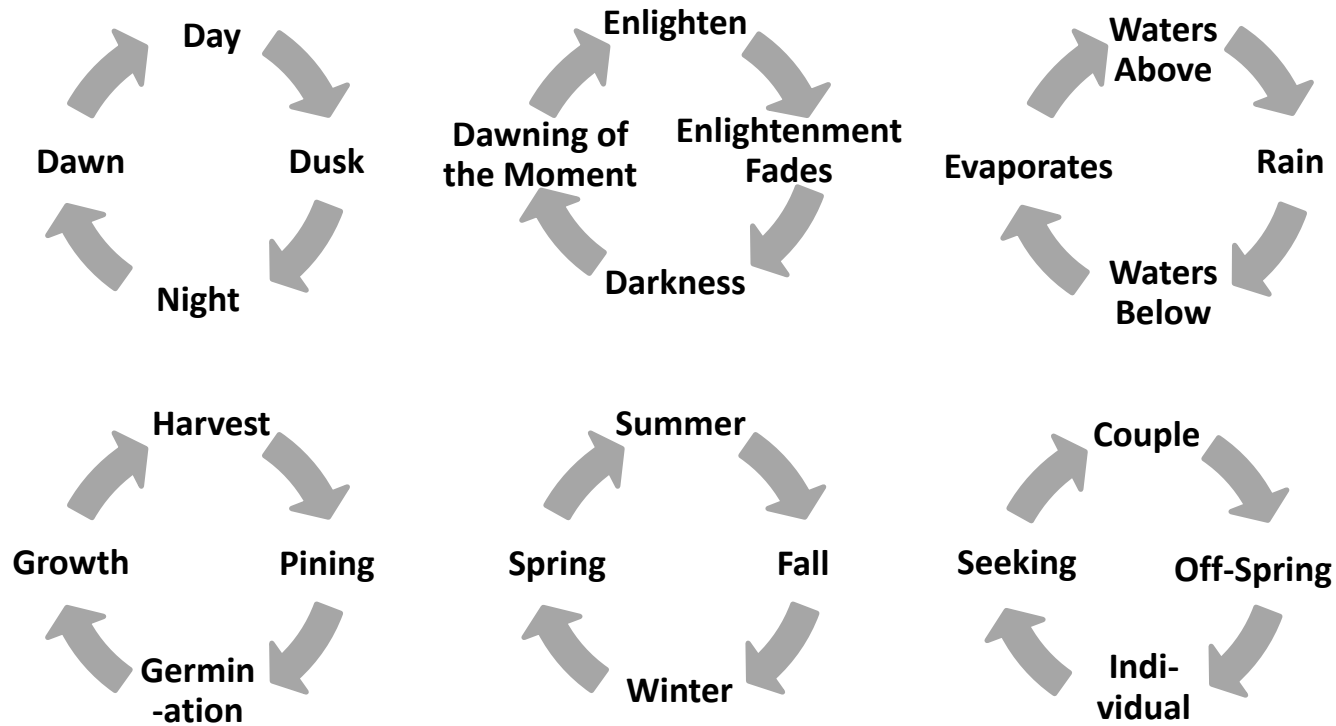 Day
Dusk
Night
Dawn
Enlighten
Enlightenment
Fades
Darkness
Dawning of
the Moment
Waters
Above
Rain
Waters
Below
Evaporates
Harvest
Pining
Germin
-ation
Growth
Summer
Fall
Winter
Spring
Couple
Off-Spring
Indi-
vidual
Seeking